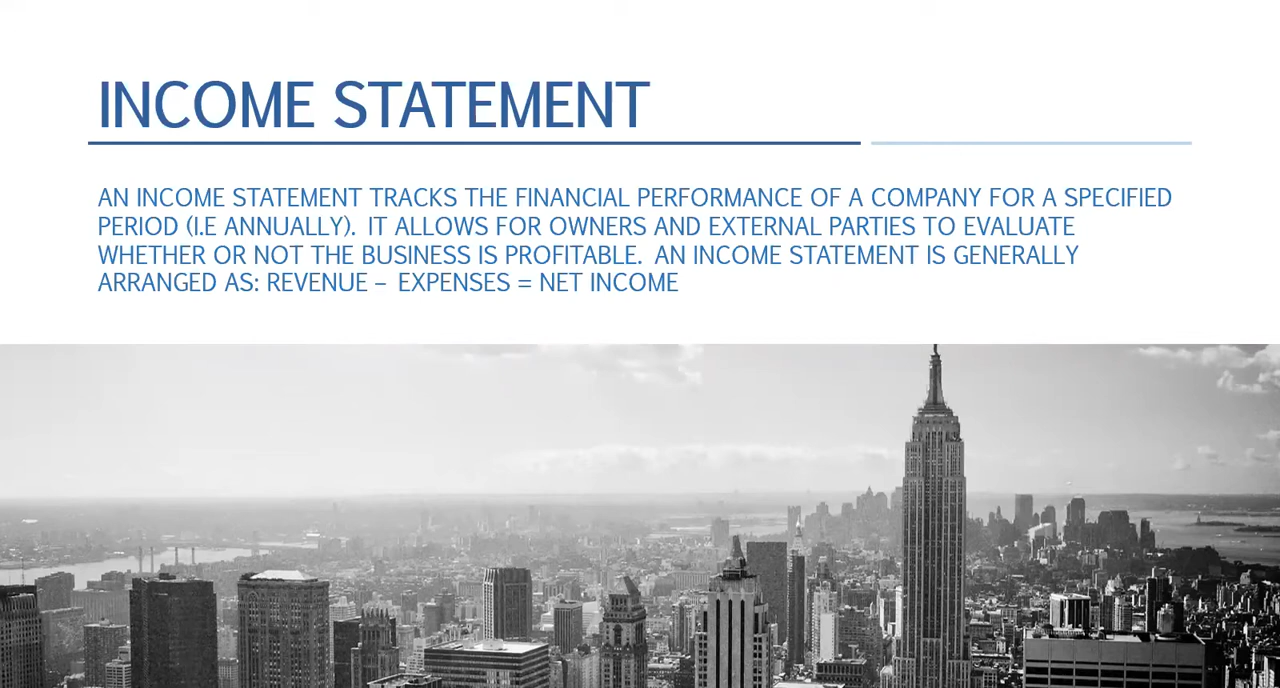 INCOME STATEMENT
AN INCOME STATEMENT TRACKS THE FINANCIAL PERFORMANCE OF A COMPANY FOR A SPECIFIED
PERIOD (I.E ANNUALLY).  IT ALLOWS FOR OWNERS AND EXTERNAL PARTIES TO EVALUATE
WHETHER OR NOT THE BUSINESS IS PROFITABLE.  AN INCOME STATEMENT IS GENERALLY
ARRANGED AS: REVENUE –  EXPENSES = NET INCOME